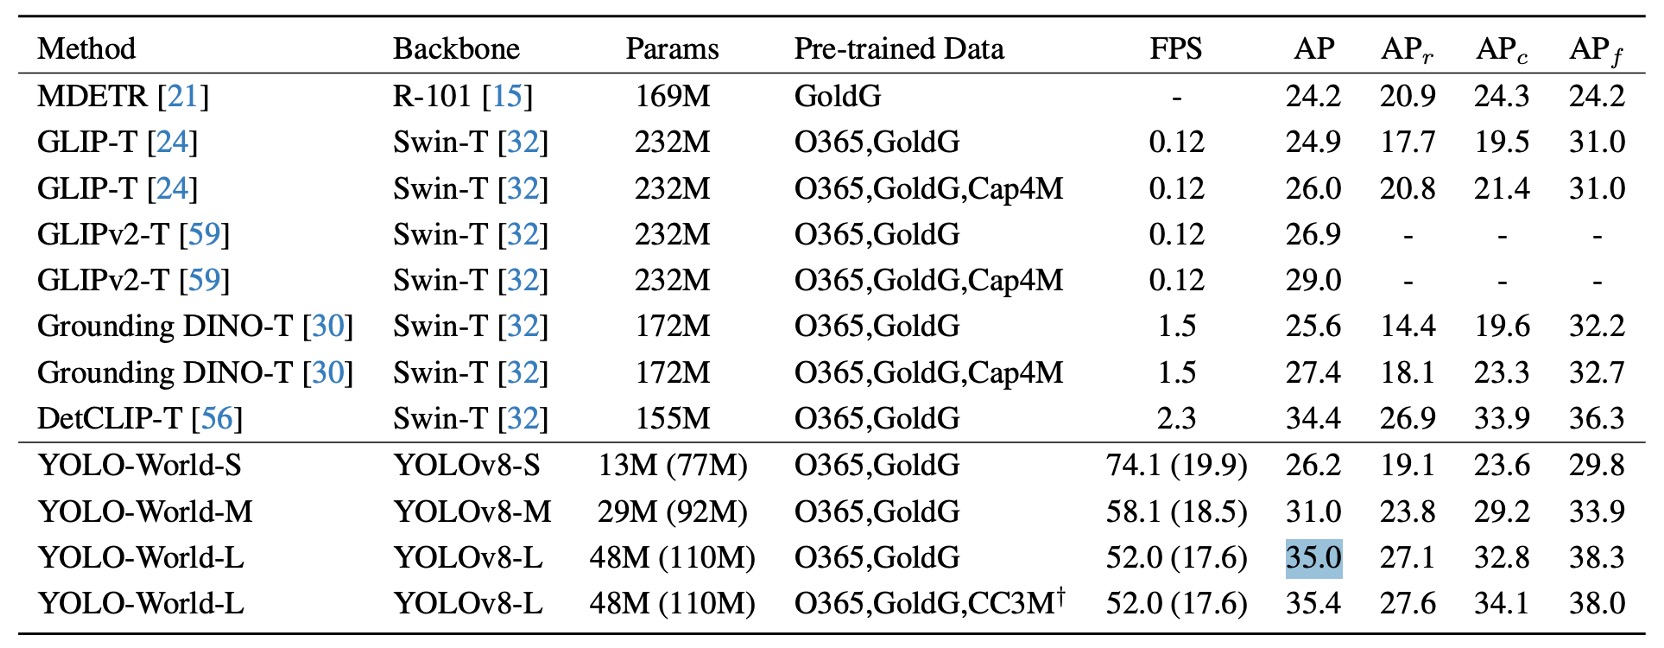 Method Backbone Params Pre-trained Data FPS AP APr APc APf
MDETR [21] R-101 [15] 169M GoldG - 24.2 20.9 24.3 24.2
GLIP-T [24] Swin-T [32] 232M O365,GoldG 0.12 24.9 17.7 19.5 31.0
GLIP-T [24] Swin-T [32] 232M O365,GoldG,Cap4M 0.12 26.0 20.8 21.4 31.0
GLIPv2-T [59] Swin-T [32] 232M O365,GoldG 0.12 26.9 - - -
GLIPv2-T [59] Swin-T [32] 232M O365,GoldG,Cap4M 0.12 29.0 - - -
Grounding DINO-T [30] Swin-T [32] 172M O365,GoldG 1.5 25.6 14.4 19.6 32.2
Grounding DINO-T [30] Swin-T [32] 172M O365,GoldG,Cap4M 1.5 27.4 18.1 23.3 32.7
DetCLIP-T [56] Swin-T [32] 155M O365,GoldG 2.3 34.4 26.9 33.9 36.3
YOLO-World-S YOLOv8-S 13M (77M) O365,GoldG 74.1 (19.9) 26.2 19.1 23.6 29.8
YOLO-World-M YOLOv8-M 29M (92M) O365,GoldG 58.1 (18.5) 31.0 23.8 29.2 33.9
YOLO-World-L YOLOv8-L 48M (110M) O365,GoldG 52.0 (17.6) 35.0 27.1 32.8 38.3
YOLO-World-L YOLOv8-L 48M (110M) O365,GoldG,CC3M† 52.0 (17.6) 35.4 27.6 34.1 38.0